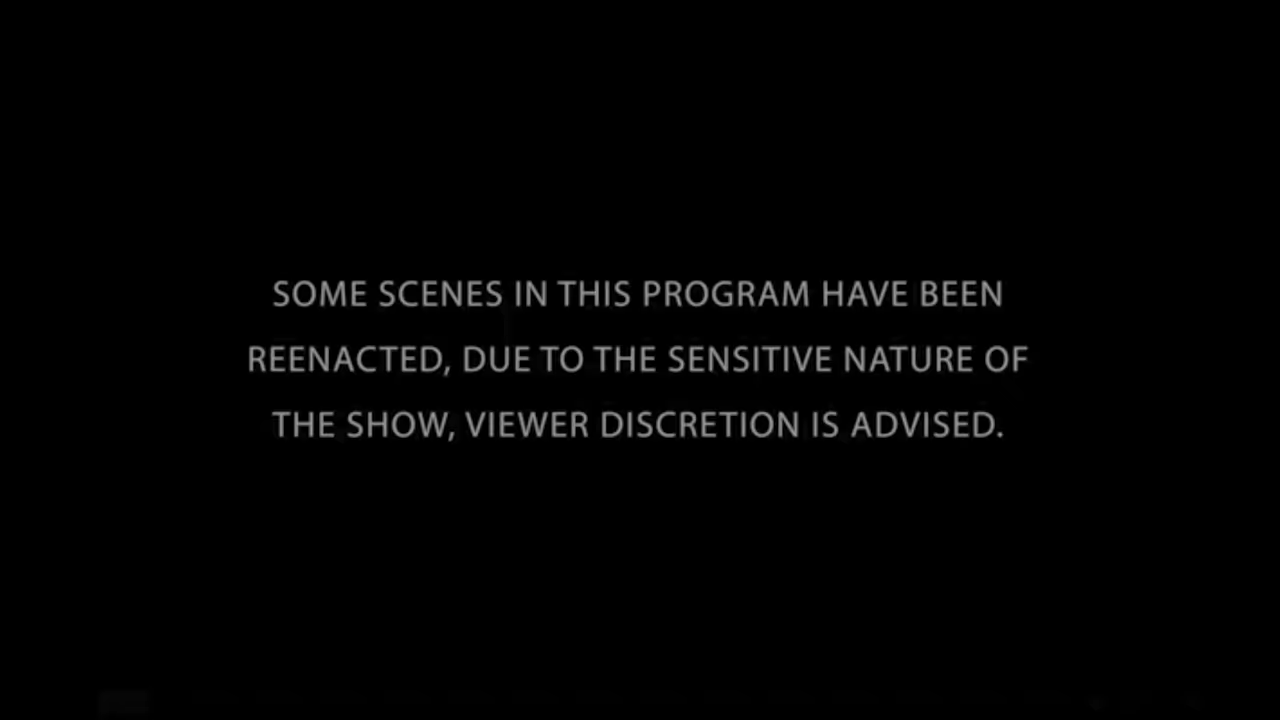 SOME SCENES IN THIS PROGRAM HAVE BEEN
REENACTED, DUE TO THE SENSITIVE NATURE OF
THE SHOW, VIEWER DISCRETION IS ADVISED.